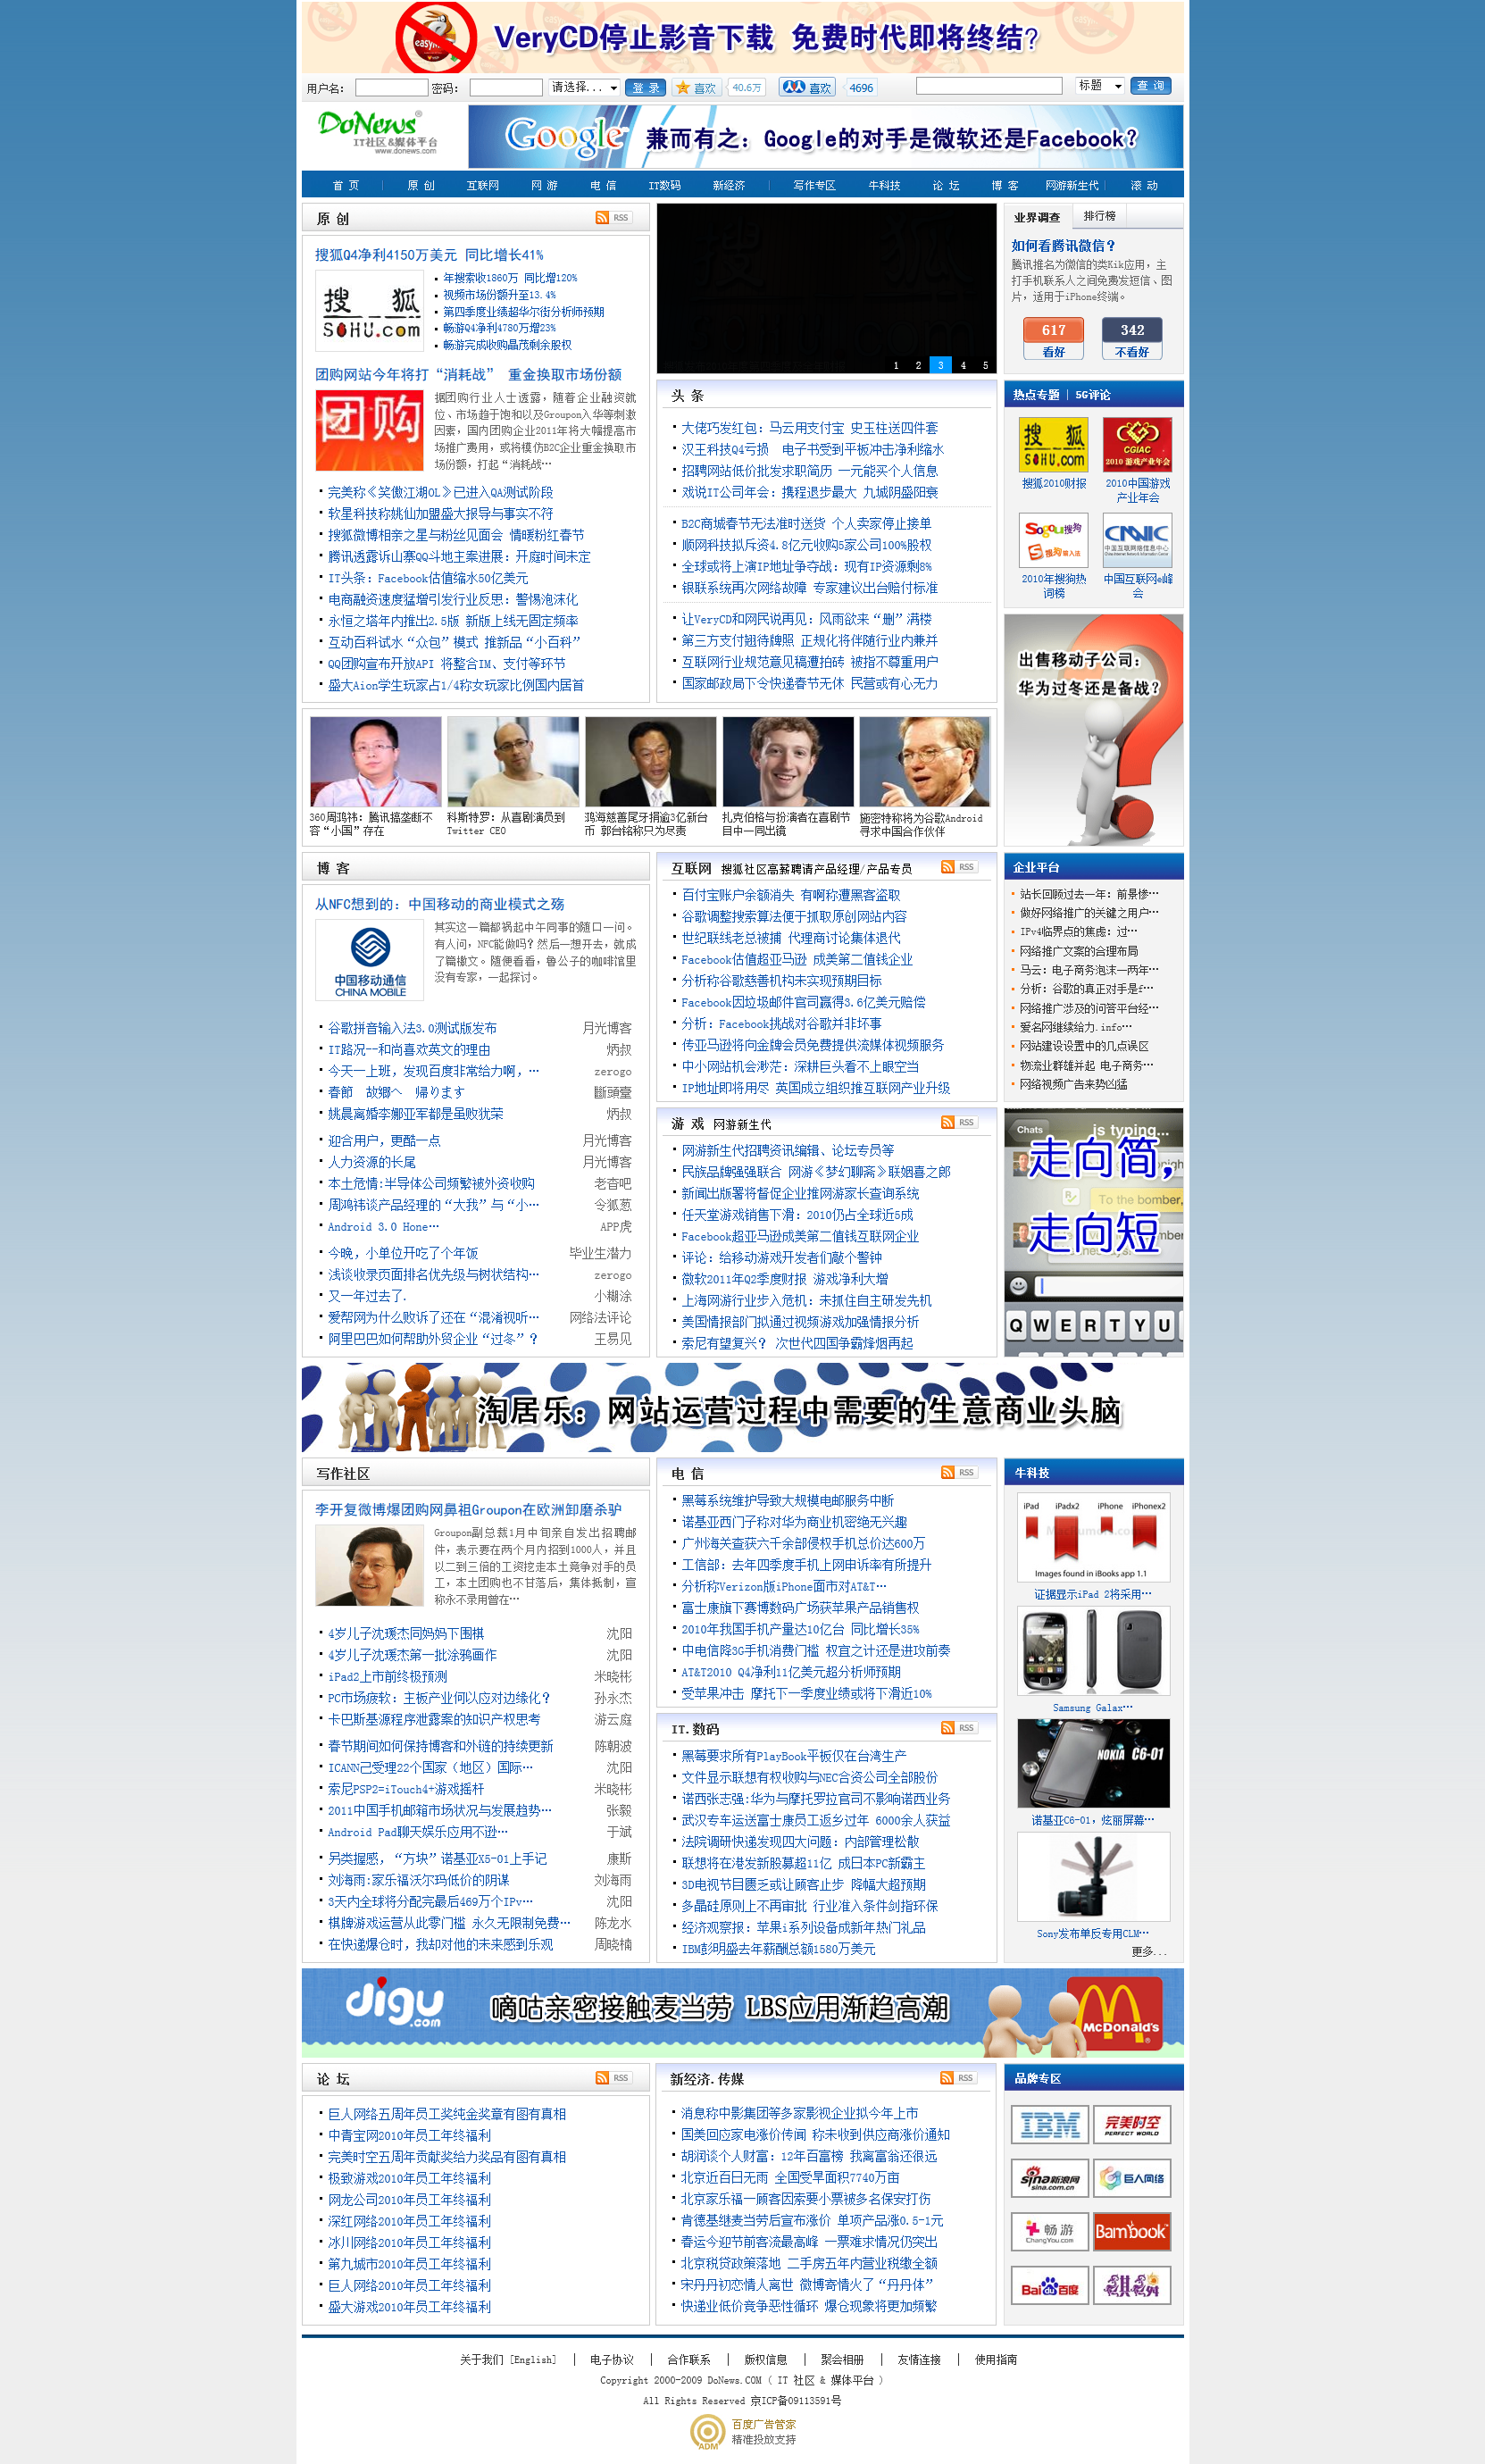 VeryCD停止影音下载 免费时代即将终结?
用户名: 密码: 请选择... 登 录 喜欢 40.6万 喜欢 4696 标题 查 询
DoNews
IT社区&媒体平台
www.donews.com
Google 兼而有之:Google的对手是微软还是Facebook?
首 页 原 创 互联网 网 游 电 信 IT数码 新经济 写作专区 牛科技 论 坛 博 客 网游新生代 滚 动
原 创 RSS
搜狐Q4净利4150万美元 同比增长41%
搜狐
SOHU.com
年搜索收1860万 同比增120%
视频市场份额升至13.4%
第四季度业绩超华尔街分析师预期
畅游Q4净利4780万增23%
畅游完成收购晶茂剩余股权
团购网站今年将打“消耗战” 重金换取市场份额
团购
据团购行业人士透露,随着企业融资就
位、市场趋于饱和以及Groupon入华等刺激
因素,国内团购企业2011年将大幅提高市
场推广费用,或将模仿B2C企业重金换取市
场份额,打起“消耗战…
完美称《笑傲江湖OL》已进入QA测试阶段
软星科技称姚仙加盟盛大报导与事实不符
搜狐微博相亲之星与粉丝见面会 情暖粉红春节
腾讯透露诉山寨QQ斗地主案进展:开庭时间未定
IT头条:Facebook估值缩水50亿美元
电商融资速度猛增引发行业反思:警惕泡沫化
永恒之塔年内推出2.5版 新版上线无固定频率
互动百科试水“众包”模式 推新品“小百科”
QQ团购宣布开放API 将整合IM、支付等环节
盛大Aion学生玩家占1/4称女玩家比例国内居首
1 2 3 4 5
头 条
大佬巧发红包:马云用支付宝 史玉柱送四件套
汉王科技Q4亏损 电子书受到平板冲击净利缩水
招聘网站低价批发求职简历 一元能买个人信息
戏说IT公司年会:携程退步最大 九城阴盛阳衰
B2C商城春节无法准时送货 个人卖家停止接单
顺网科技拟斥资4.8亿元收购5家公司100%股权
全球或将上演IP地址争夺战:现有IP资源剩8%
银联系统再次网络故障 专家建议出台赔付标准
让VeryCD和网民说再见:风雨欲来“删”满楼
第三方支付翘待牌照 正规化将伴随行业内兼并
互联网行业规范意见稿遭拍砖 被指不尊重用户
国家邮政局下令快递春节无休 民营或有心无力
业界调查 排行榜
如何看腾讯微信?
腾讯推名为微信的类Kik应用,主
打手机联系人之间免费发短信、图
片,适用于iPhone终端。
617 342
看好 不看好
热点专题 | 5G评论
搜狐
SOHU.com
CGIAC
2010 游戏产业年会
搜狐2010财报 2010中国游戏
产业年会
Sogou搜狗
搜狗输入法
CNNIC
中国互联网络信息中心
2010年搜狗热
词榜
中国互联网e峰
会
出售移动子公司:
华为过冬还是备战?
360周鸿祎:腾讯搞垄断不
容“小国”存在
科斯特罗:从喜剧演员到
Twitter CEO
鸿海慈善尾牙捐逾3亿新台
币 郭台铭称只为尽责
扎克伯格与扮演者在喜剧节
目中一同出镜
施密特称将为谷歌Android
寻求中国合作伙伴
博 客
从NFC想到的:中国移动的商业模式之殇
中国移动通信
CHINA MOBILE
其实这一篇都祸起中午同事的随口一问。
有人问,NFC能做吗?然后一想开去,就成
了篇檄文。随便看看,鲁公子的咖啡馆里
没有专家,一起探讨。
谷歌拼音输入法3.0测试版发布 月光博客
IT路况--和尚喜欢英文的理由 炳叔
今天一上班,发现百度非常给力啊,… zerogo
春節 故郷へ 帰ります 斷頭臺
姚晨离婚李娜亚军都是虽败犹荣 炳叔
迎合用户,更酷一点 月光博客
人力资源的长尾 月光博客
本土危情:半导体公司频繁被外资收购 老杳吧
周鸿祎谈产品经理的“大我”与“小… 令狐葱
Android 3.0 Hone… APP虎
今晚,小单位开吃了个年饭 毕业生潜力
浅谈收录页面排名优先级与树状结构… zerogo
又一年过去了. 小糊涂
爱帮网为什么败诉了还在“混淆视听… 网络法评论
阿里巴巴如何帮助外贸企业“过冬”? 王易见
互联网 搜狐社区高薪聘请产品经理/产品专员 RSS
百付宝账户余额消失 有啊称遭黑客盗取
谷歌调整搜索算法便于抓取原创网站内容
世纪联线老总被捕 代理商讨论集体退代
Facebook估值超亚马逊 成美第二值钱企业
分析称谷歌慈善机构未实现预期目标
Facebook因垃圾邮件官司赢得3.6亿美元赔偿
分析:Facebook挑战对谷歌并非坏事
传亚马逊将向金牌会员免费提供流媒体视频服务
中小网站机会渺茫:深耕巨头看不上眼空当
IP地址即将用尽 英国成立组织推互联网产业升级
游 戏 网游新生代 RSS
网游新生代招聘资讯编辑、论坛专员等
民族品牌强强联合 网游《梦幻聊斋》联姻喜之郎
新闻出版署将督促企业推网游家长查询系统
任天堂游戏销售下滑:2010仍占全球近5成
Facebook超亚马逊成美第二值钱互联网企业
评论:给移动游戏开发者们敲个警钟
微软2011年Q2季度财报 游戏净利大增
上海网游行业步入危机:未抓住自主研发先机
美国情报部门拟通过视频游戏加强情报分析
索尼有望复兴? 次世代四国争霸烽烟再起
企业平台
站长回顾过去一年:前景惨…
做好网络推广的关键之用户…
IPv4临界点的焦虑:过…
网络推广文案的合理布局
马云:电子商务泡沫一两年…
分析:谷歌的真正对手是f…
网络推广涉及的问答平台经…
爱名网继续给力.info…
网站建设设置中的几点误区
物流业群雄并起 电子商务…
网络视频广告来势凶猛
Chats is typing...
走向简,
To the bomber,
走向短
Q W E R T Y U
淘居乐:网站运营过程中需要的生意商业头脑
写作社区
李开复微博爆团购网鼻祖Groupon在欧洲卸磨杀驴
Groupon副总裁1月中旬亲自发出招聘邮
件,表示要在两个月内招到1000人,并且
以二到三倍的工资挖走本土竞争对手的员
工,本土团购也不甘落后,集体抵制,宣
称永不录用曾在…
4岁儿子沈瑗杰同妈妈下围棋 沈阳
4岁儿子沈瑗杰第一批涂鸦画作 沈阳
iPad2上市前终极预测 米晓彬
PC市场疲软:主板产业何以应对边缘化? 孙永杰
卡巴斯基源程序泄露案的知识产权思考 游云庭
春节期间如何保持博客和外链的持续更新 陈朝波
ICANN己受理22个国家(地区)国际… 沈阳
索尼PSP2=iTouch4+游戏摇杆 米晓彬
2011中国手机邮箱市场状况与发展趋势… 张毅
Android Pad聊天娱乐应用不逊… 于斌
另类握感,“方块”诺基亚X5-01上手记 康斯
刘海雨:家乐福沃尔玛低价的阴谋 刘海雨
3天内全球将分配完最后469万个IPv… 沈阳
棋牌游戏运营从此零门槛 永久无限制免费… 陈龙水
在快递爆仓时,我却对他的未来感到乐观 周晓楠
电 信 RSS
黑莓系统维护导致大规模电邮服务中断
诺基亚西门子称对华为商业机密绝无兴趣
广州海关查获六千余部侵权手机总价达600万
工信部:去年四季度手机上网申诉率有所提升
分析称Verizon版iPhone面市对AT&T…
富士康旗下赛博数码广场获苹果产品销售权
2010年我国手机产量达10亿台 同比增长35%
中电信降3G手机消费门槛 权宜之计还是进攻前奏
AT&T2010 Q4净利11亿美元超分析师预期
受苹果冲击 摩托下一季度业绩或将下滑近10%
IT.数码 RSS
黑莓要求所有PlayBook平板仅在台湾生产
文件显示联想有权收购与NEC合资公司全部股份
诺西张志强:华为与摩托罗拉官司不影响诺西业务
武汉专车运送富士康员工返乡过年 6000余人获益
法院调研快递发现四大问题:内部管理松散
联想将在港发新股募超11亿 成日本PC新霸主
3D电视节目匮乏或让顾客止步 降幅大超预期
多晶硅原则上不再审批 行业准入条件剑指环保
经济观察报:苹果i系列设备成新年热门礼品
IBM彭明盛去年薪酬总额1580万美元
牛科技
iPad iPadx2 iPhone iPhonex2
Images found in iBooks app 1.1
证据显示iPad 2将采用…
Samsung Galax…
NOKIA C6-01
诺基亚C6-01,炫丽屏幕…
Sony发布单反专用CLM…
更多...
digu.com 嘀咕亲密接触麦当劳 LBS应用渐趋高潮 McDonald's
论 坛 RSS
巨人网络五周年员工奖纯金奖章有图有真相
中青宝网2010年员工年终福利
完美时空五周年贡献奖给力奖品有图有真相
极致游戏2010年员工年终福利
网龙公司2010年员工年终福利
深红网络2010年员工年终福利
冰川网络2010年员工年终福利
第九城市2010年员工年终福利
巨人网络2010年员工年终福利
盛大游戏2010年员工年终福利
新经济.传媒 RSS
消息称中影集团等多家影视企业拟今年上市
国美回应家电涨价传闻 称未收到供应商涨价通知
胡润谈个人财富:12年百富榜 我离富翁还很远
北京近百日无雨 全国受旱面积7740万亩
北京家乐福一顾客因索要小票被多名保安打伤
肯德基继麦当劳后宣布涨价 单项产品涨0.5-1元
春运今迎节前客流最高峰 一票难求情况仍突出
北京税贷政策落地 二手房五年内营业税缴全额
宋丹丹初恋情人离世 微博寄情火了“丹丹体”
快递业低价竞争恶性循环 爆仓现象将更加频繁
品牌专区
IBM 完美时空
PERFECT WORLD
sina新浪网
sina.com.cn
巨人网络
畅游
ChangYou.com
Bambook
Bai百度 麒麟
关于我们 [English] | 电子协议 | 合作联系 | 版权信息 | 聚会相册 | 友情连接 | 使用指南
Copyright 2000-2009 DoNews.COM ( IT 社区 & 媒体平台 )
All Rights Reserved 京ICP备09113591号
ADM
百度广告管家
精准投放支持